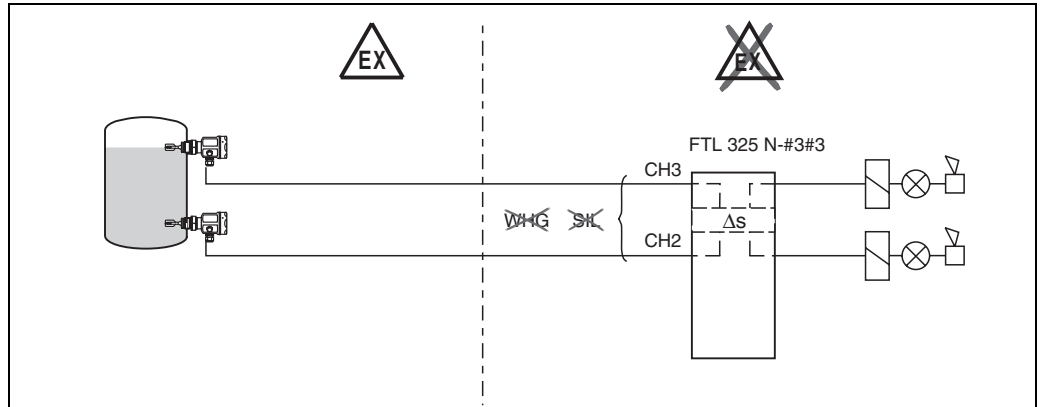 EX
EX
FTL 325 N-#3#3
CH3
WHG SIL
Δs
CH2